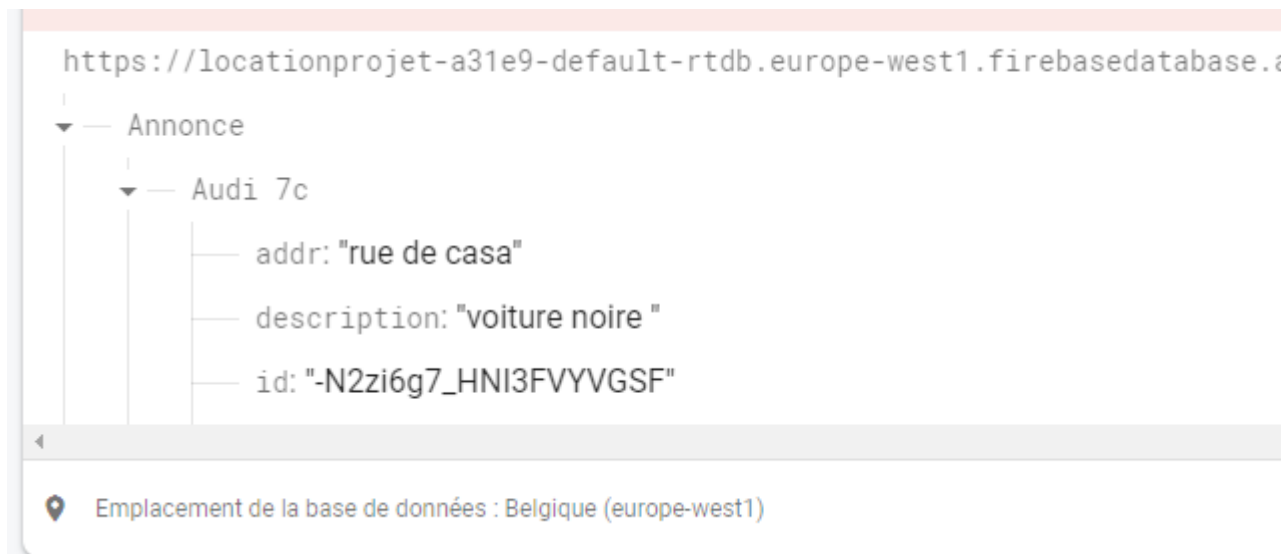 https://locationprojet-a31e9-default-rtdb.europe-west1.firebasedatabase.a
Annonce
Audi 7c
addr: "rue de casa"
description: "voiture noire "
id: "-N2zi6g7_HNI3FVYVGSF"
Emplacement de la base de données : Belgique (europe-west1)